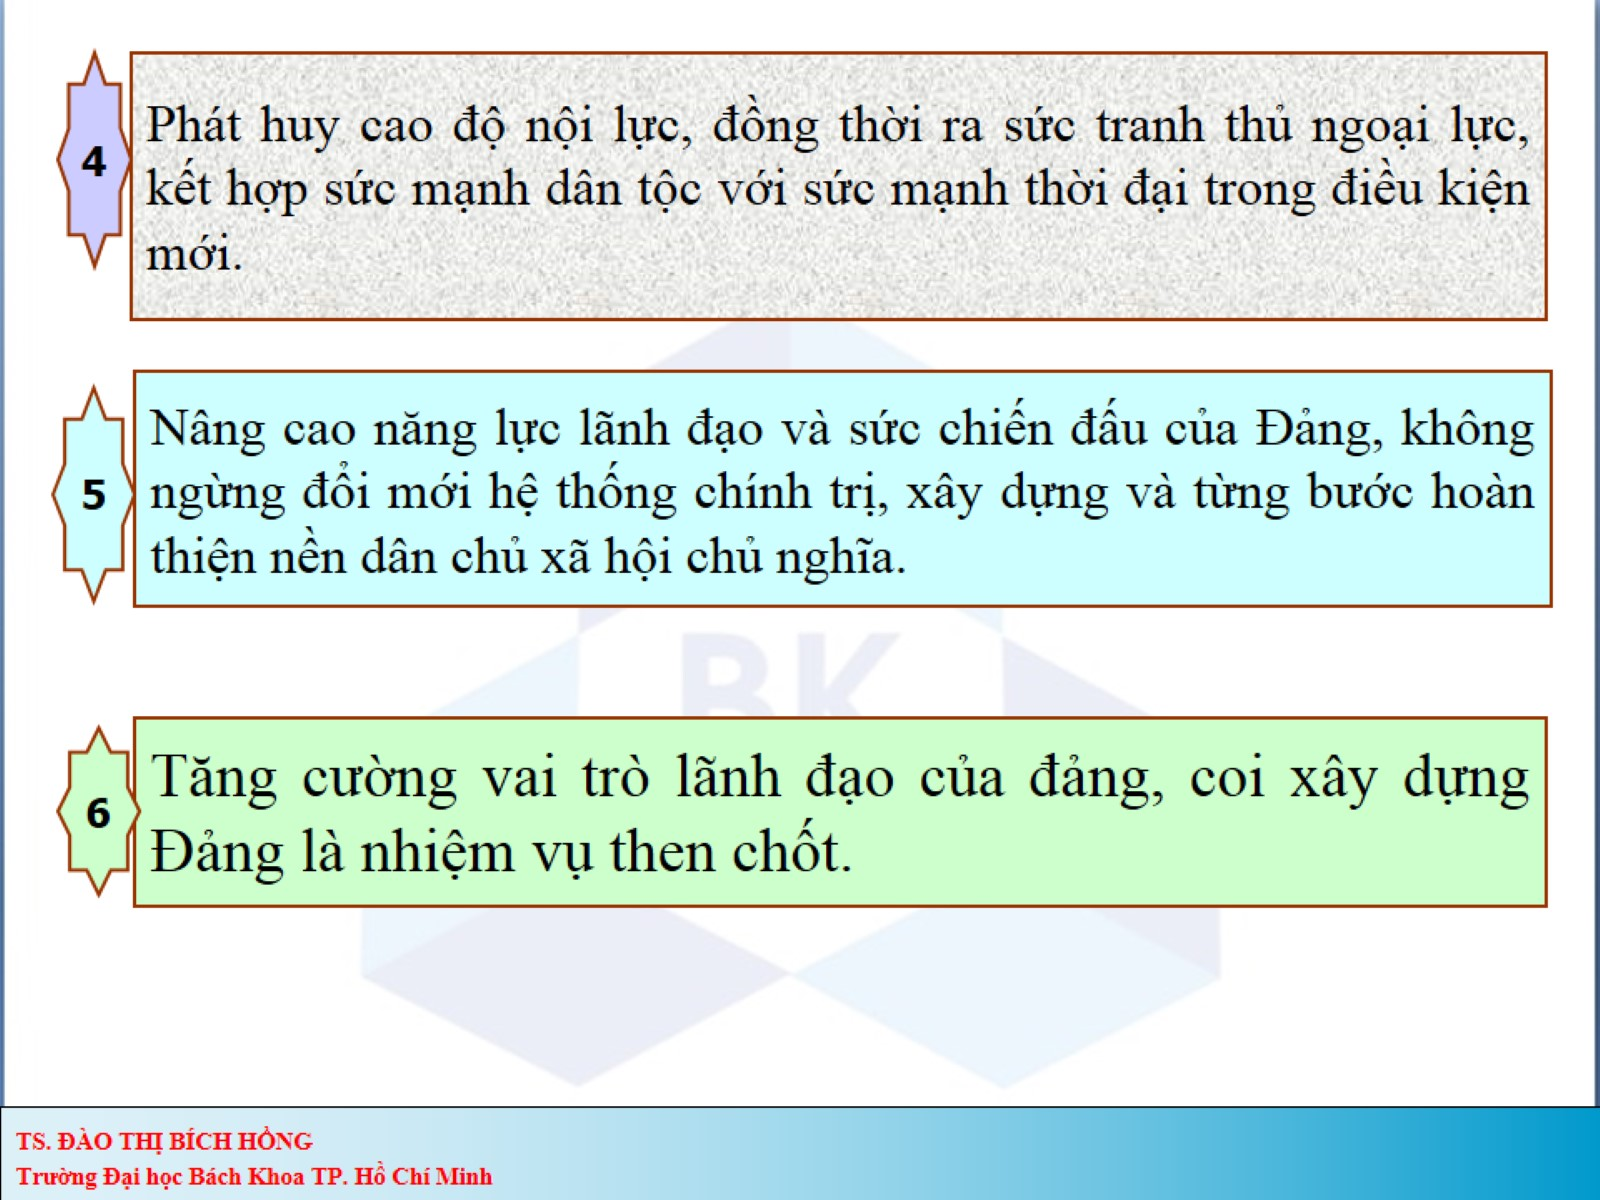 4
Phát huy cao độ nội lực, đồng thời ra sức tranh thủ ngoại lực,
kết hợp sức mạnh dân tộc với sức mạnh thời đại trong điều kiện
mới.
5
Nâng cao năng lực lãnh đạo và sức chiến đấu của Đảng, không
ngừng đổi mới hệ thống chính trị, xây dựng và từng bước hoàn
thiện nền dân chủ xã hội chủ nghĩa.
BK
6
Tăng cường vai trò lãnh đạo của đảng, coi xây dựng
Đảng là nhiệm vụ then chốt.
TS. ĐÀO THỊ BÍCH HỒNG
Trường Đại học Bách Khoa TP. Hồ Chí Minh